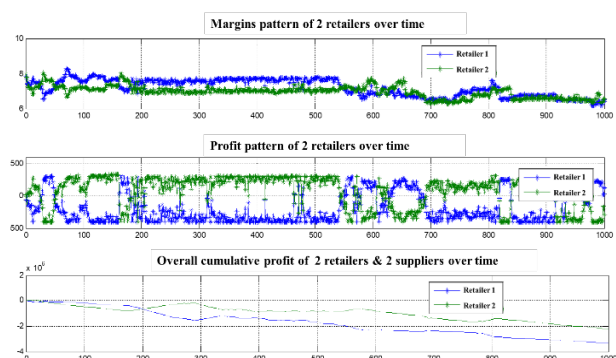 Margins pattern of 2 retailers over time
10
8
6
Retailer 1
Retailer 2
0 100 200 300 400 500 600 700 800 900 1000
Profit pattern of 2 retailers over time
500
0
500
Retailer 1
Retailer 2
0 100 200 300 400 500 600 700 800 900 1000
Overall cumulative profit of 2 retailers & 2 suppliers over time
2 × 10⁶
0
-2
-4
Retailer 1
Retailer 2
0 100 200 300 400 500 600 700 800 900 1000